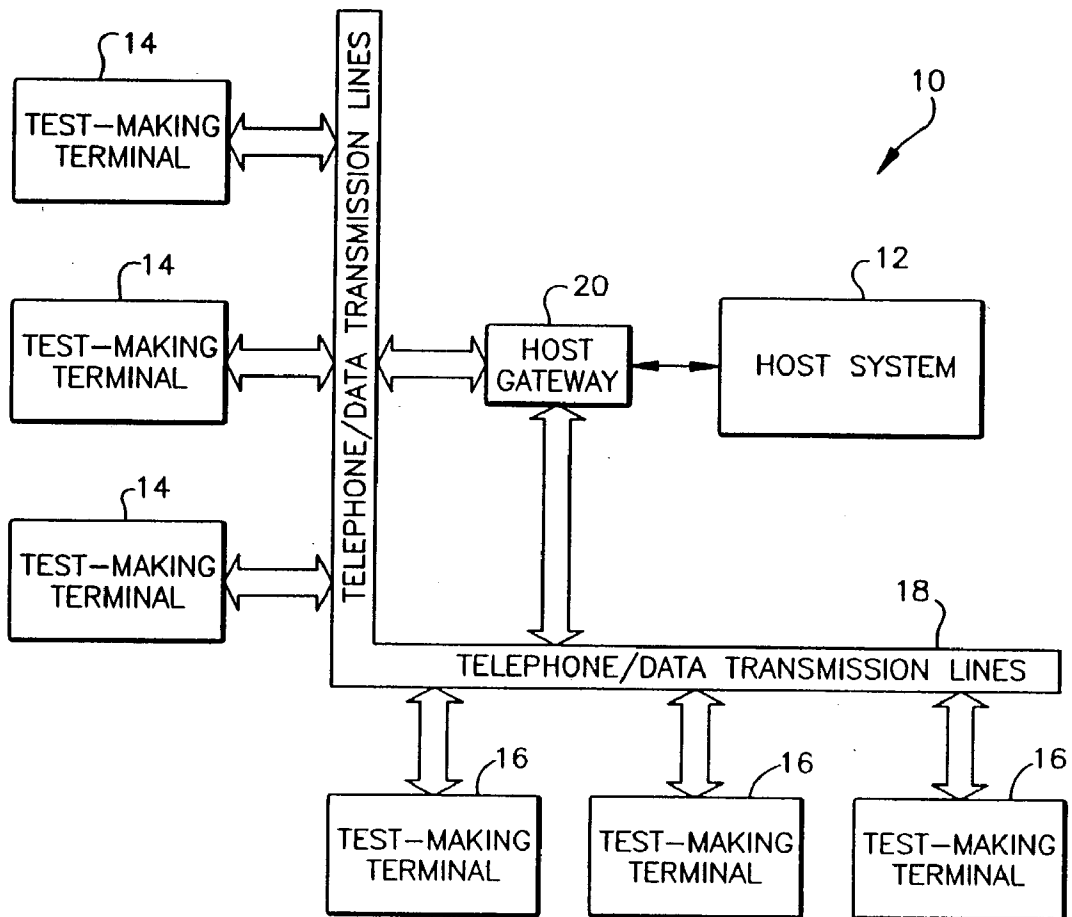 14
TEST-MAKING
TERMINAL
TELEPHONE/DATA TRANSMISSION LINES
10
14
TEST-MAKING
TERMINAL
20
HOST
GATEWAY
12
HOST SYSTEM
14
TEST-MAKING
TERMINAL
18
TELEPHONE/DATA TRANSMISSION LINES
16
TEST-MAKING
TERMINAL
16
TEST-MAKING
TERMINAL
16
TEST-MAKING
TERMINAL